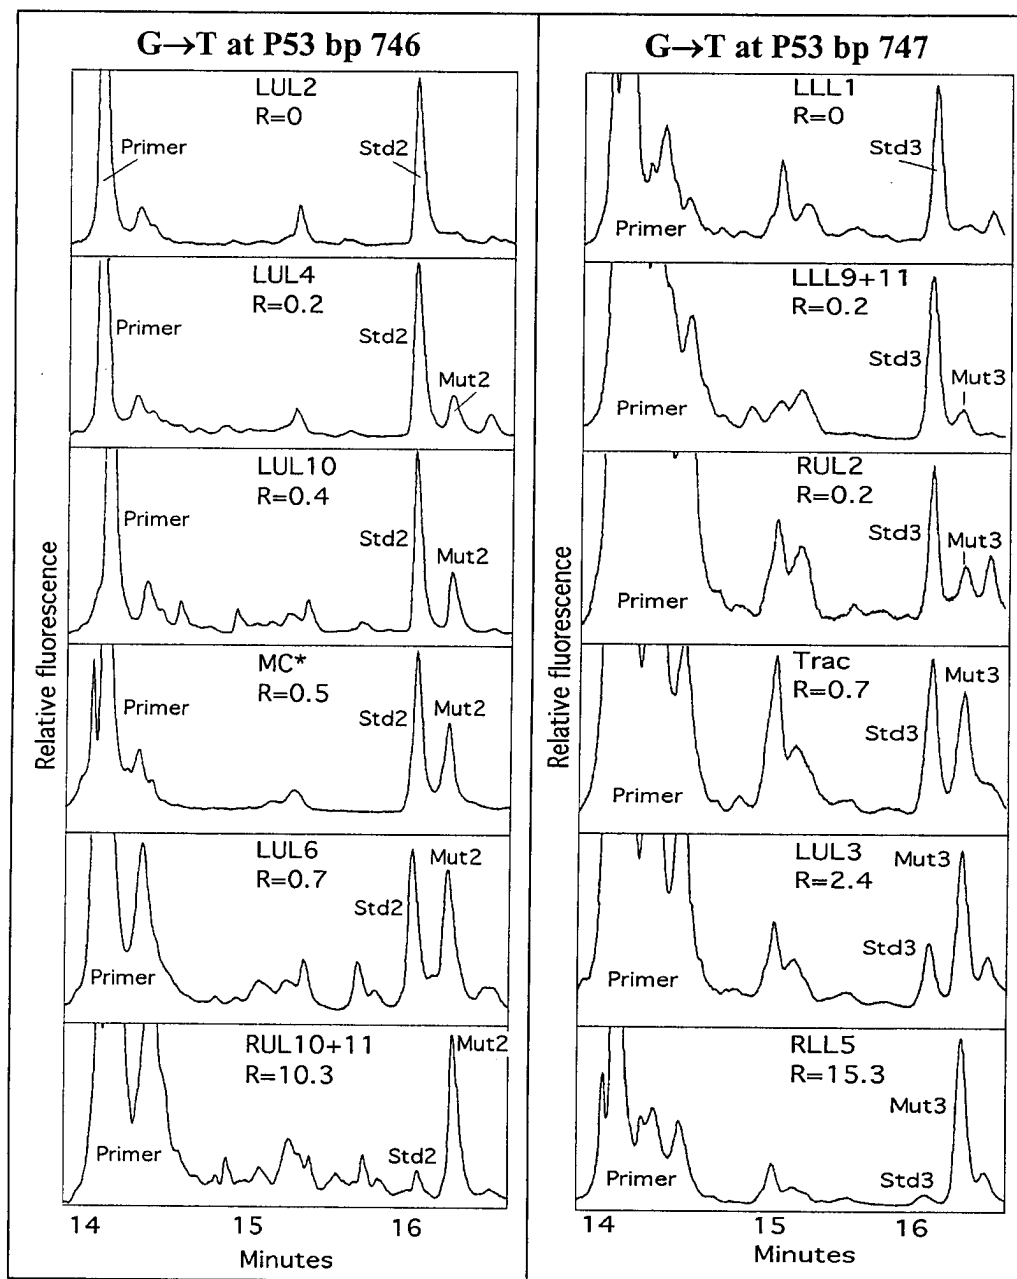 G→T at P53 bp 746
LUL2
R=0
Primer
Std2
LUL4
R=0.2
Primer
Std2
Mut2
LUL10
R=0.4
Primer
Std2
Mut2
MC*
R=0.5
Primer
Std2
Mut2
LUL6
R=0.7
Mut2
Std2
Primer
RUL10+11
R=10.3
Mut2
Primer
Std2
14 15 16
Minutes
Relative fluorescence
G→T at P53 bp 747
LLL1
R=0
Std3
Primer
LLL9+11
R=0.2
Std3
Mut3
Primer
RUL2
R=0.2
Std3
Mut3
Primer
Trac
R=0.7
Mut3
Std3
Primer
LUL3
R=2.4
Mut3
Std3
Primer
RLL5
R=15.3
Mut3
Primer
Std3
14 15 16
Minutes
Relative fluorescence